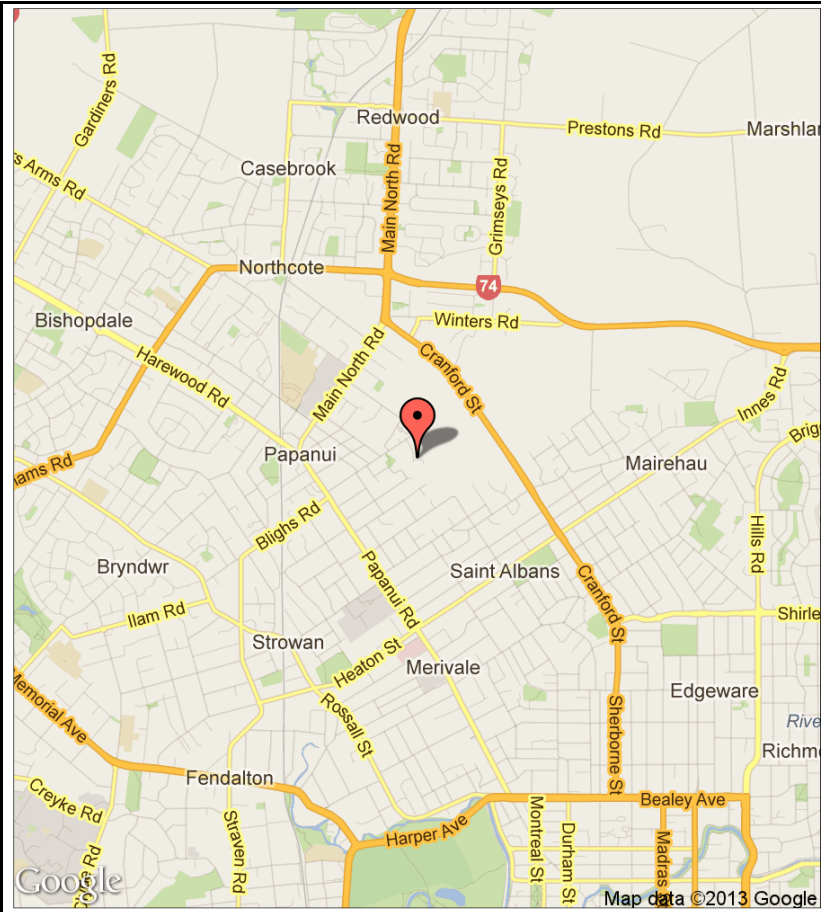 Redwood
Prestons Rd
Marshlan
Gardiners Rd
Casebrook
s Arms Rd
Main North Rd
Grimseys Rd
Northcote
74
Bishopdale
Winters Rd
Harewood Rd
Main North Rd
Cranford St
Innes Rd
Papanui
Brigg
Mairehau
ams Rd
Blighs Rd
Hills Rd
Bryndwr
Papanui Rd
Saint Albans
Cranford St
Ilam Rd
Shirle
Strowan
Heaton St
Merivale
Memorial Ave
Rossall St
Edgeware
Sherborne St
Rive
Richm
Fendalton
Creyke Rd
Straven Rd
Harper Ave
Montreal St
Durham St
Bealey Ave
Madras St
Google
Map data ©2013 Google